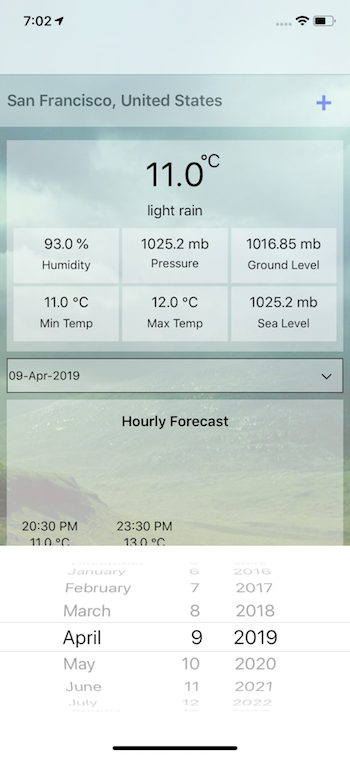 7:02
San Francisco, United States
+
11.0°C
light rain
93.0 % 1025.2 mb 1016.85 mb
Humidity Pressure Ground Level
11.0 °C 12.0 °C 1025.2 mb
Min Temp Max Temp Sea Level
09-Apr-2019
Hourly Forecast
20:30 PM 23:30 PM
11.0 °C 13.0 °C
January 6 2016
February 7 2017
March 8 2018
April 9 2019
May 10 2020
June 11 2021
July 12 2022